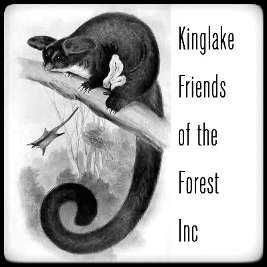 Kinglake
Friends
of the
Forest
Inc